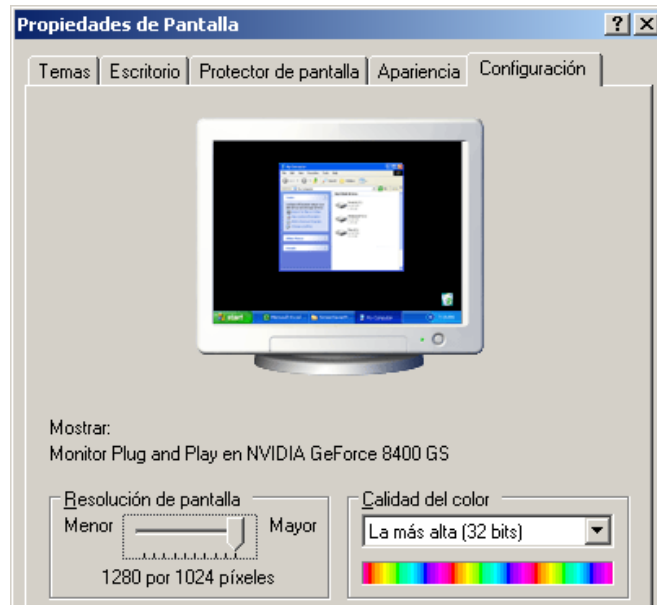 Propiedades de Pantalla
Temas Escritorio Protector de pantalla Apariencia Configuración
start
Mostrar:
Monitor Plug and Play en NVIDIA GeForce 8400 GS
Resolución de pantalla
Menor Mayor
1280 por 1024 píxeles
Calidad del color
La más alta (32 bits)